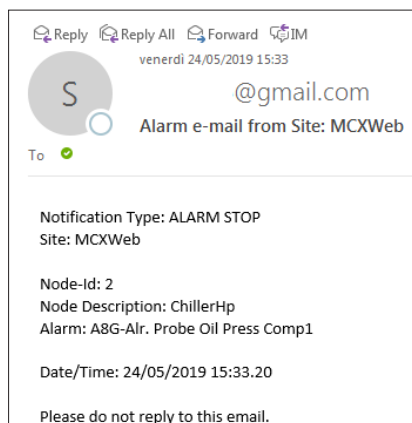 Reply Reply All Forward IM
venerdì 24/05/2019 15:33
S
@gmail.com
Alarm e-mail from Site: MCXWeb
To
Notification Type: ALARM STOP
Site: MCXWeb
Node-Id: 2
Node Description: ChillerHp
Alarm: A8G-Alr. Probe Oil Press Comp1
Date/Time: 24/05/2019 15:33.20
Please do not reply to this email.